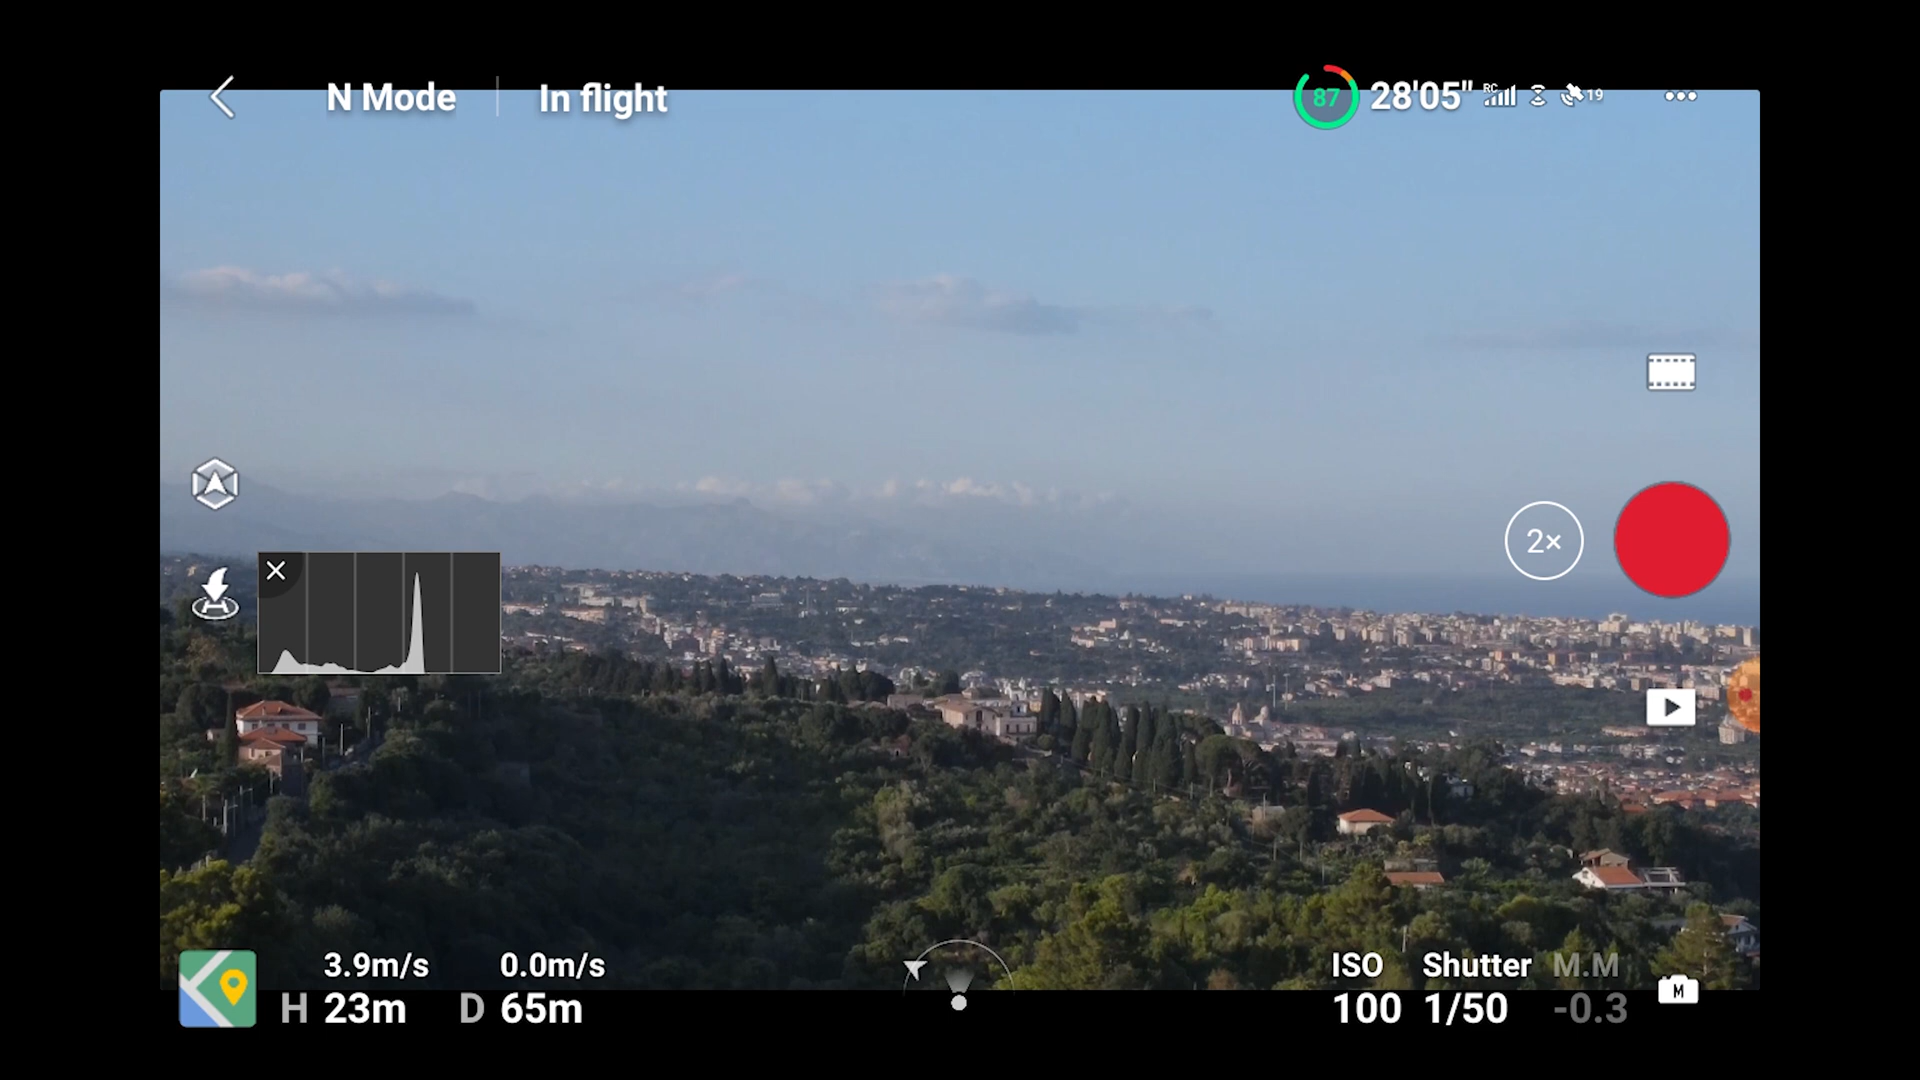 N Mode In flight 87 28'05" RC 19
2×
3.9m/s 0.0m/s ISO Shutter M.M
H 23m D 65m 100 1/50 -0.3 M